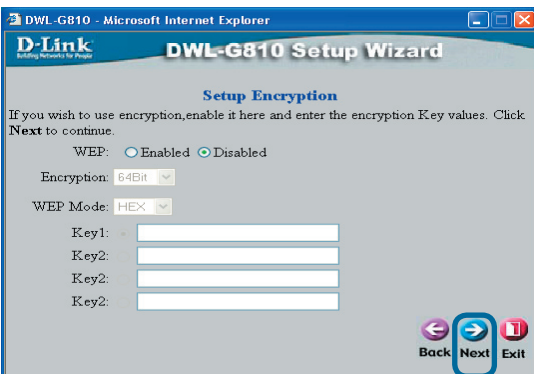 DWL-G810 - Microsoft Internet Explorer
D-Link
Building Networks for People
DWL-G810 Setup Wizard
Setup Encryption
If you wish to use encryption,enable it here and enter the encryption Key values. Click
Next to continue.
WEP: Enabled Disabled
Encryption: 64Bit
WEP Mode: HEX
Key1:
Key2:
Key2:
Key2:
Back Next Exit